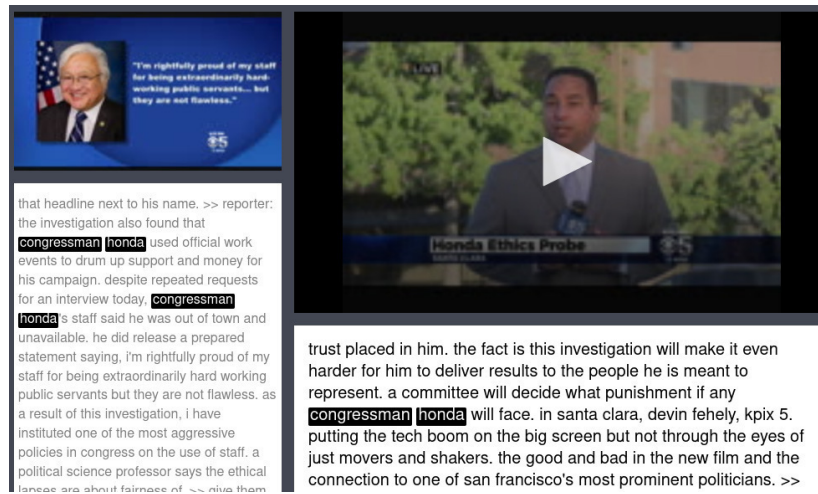 "I'm rightfully proud of my staff
for being extraordinarily hard-
working public servants... but
they are not flawless."
5
that headline next to his name. >> reporter:
the investigation also found that
congressman honda used official work
events to drum up support and money for
his campaign. despite repeated requests
for an interview today, congressman
honda's staff said he was out of town and
unavailable. he did release a prepared
statement saying, i'm rightfully proud of my
staff for being extraordinarily hard working
public servants but they are not flawless. as
a result of this investigation, i have
instituted one of the most aggressive
policies in congress on the use of staff. a
political science professor says the ethical
lapses are about fairness of. >> give them
LIVE
Honda Ethics Probe
SANTA CLARA
5
trust placed in him. the fact is this investigation will make it even
harder for him to deliver results to the people he is meant to
represent. a committee will decide what punishment if any
congressman honda will face. in santa clara, devin fehely, kpix 5.
putting the tech boom on the big screen but not through the eyes of
just movers and shakers. the good and bad in the new film and the
connection to one of san francisco's most prominent politicians. >>